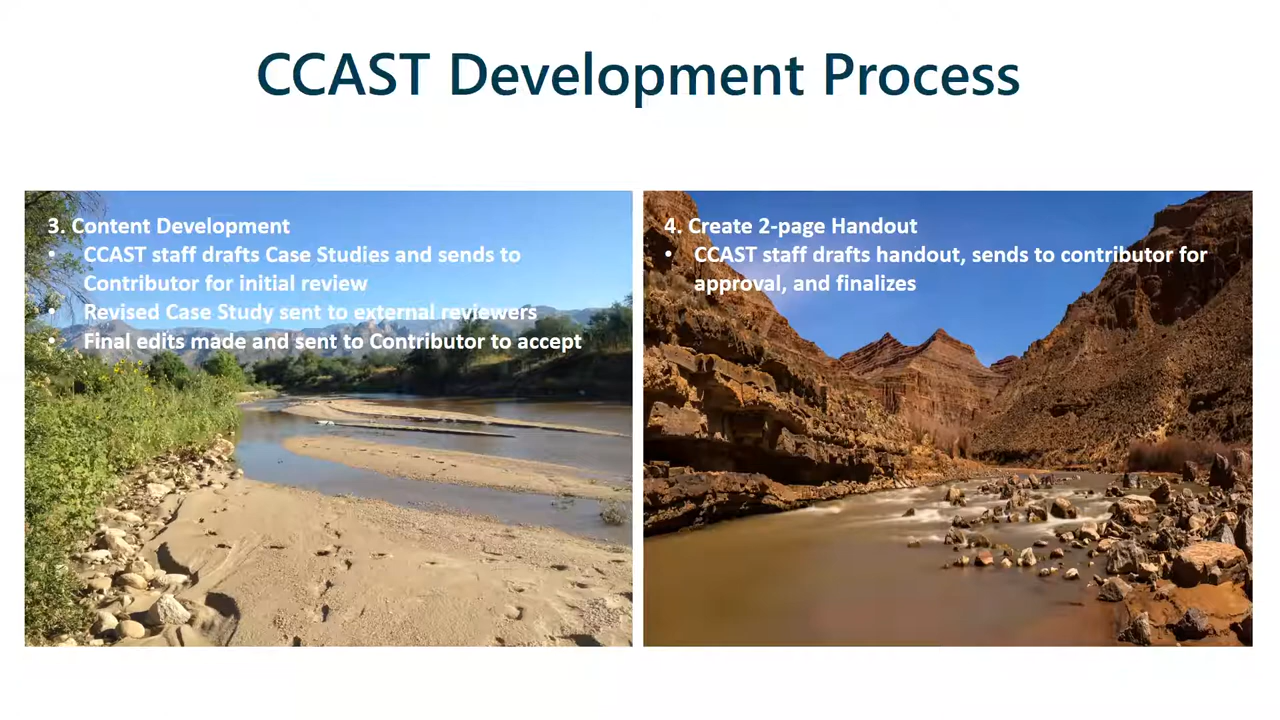 CCAST Development Process
3. Content Development
• CCAST staff drafts Case Studies and sends to
Contributor for initial review
• Revised Case Study sent to external reviewers
• Final edits made and sent to Contributor to accept
4. Create 2-page Handout
• CCAST staff drafts handout, sends to contributor for
approval, and finalizes